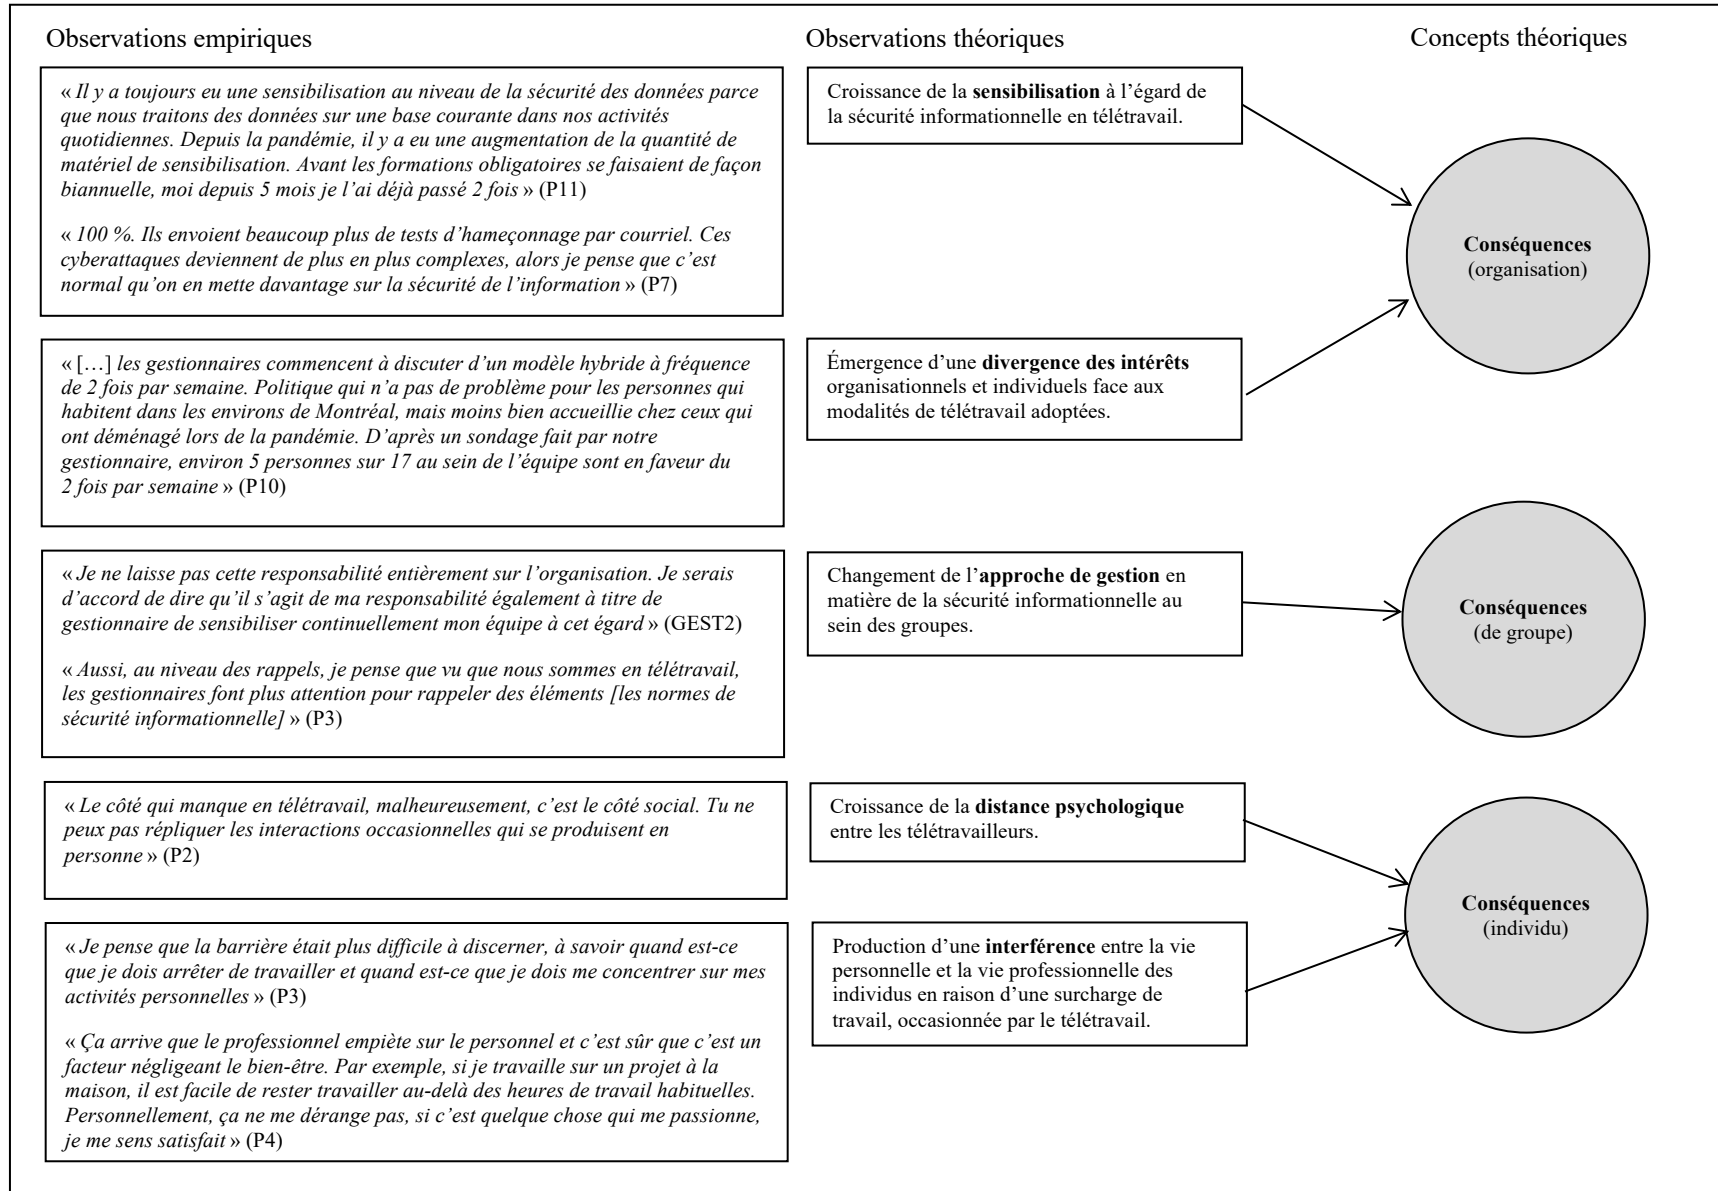 Observations empiriques
Observations théoriques
Concepts théoriques
« Il y a toujours eu une sensibilisation au niveau de la sécurité des données parce
que nous traitons des données sur une base courante dans nos activités
quotidiennes. Depuis la pandémie, il y a eu une augmentation de la quantité de
matériel de sensibilisation. Avant les formations obligatoires se faisaient de façon
biannuelle, moi depuis 5 mois je l’ai déjà passé 2 fois » (P11)
« 100 %. Ils envoient beaucoup plus de tests d’hameçonnage par courriel. Ces
cyberattaques deviennent de plus en plus complexes, alors je pense que c’est
normal qu’on en mette davantage sur la sécurité de l’information » (P7)
Croissance de la sensibilisation à l’égard de
la sécurité informationnelle en télétravail.
Conséquences
(organisation)
« […] les gestionnaires commencent à discuter d’un modèle hybride à fréquence
de 2 fois par semaine. Politique qui n’a pas de problème pour les personnes qui
habitent dans les environs de Montréal, mais moins bien accueillie chez ceux qui
ont déménagé lors de la pandémie. D’après un sondage fait par notre
gestionnaire, environ 5 personnes sur 17 au sein de l’équipe sont en faveur du
2 fois par semaine » (P10)
Émergence d’une divergence des intérêts
organisationnels et individuels face aux
modalités de télétravail adoptées.
« Je ne laisse pas cette responsabilité entièrement sur l’organisation. Je serais
d’accord de dire qu’il s’agit de ma responsabilité également à titre de
gestionnaire de sensibiliser continuellement mon équipe à cet égard » (GEST2)
« Aussi, au niveau des rappels, je pense que vu que nous sommes en télétravail,
les gestionnaires font plus attention pour rappeler des éléments [les normes de
sécurité informationnelle] » (P3)
Changement de l’approche de gestion en
matière de la sécurité informationnelle au
sein des groupes.
Conséquences
(de groupe)
« Le côté qui manque en télétravail, malheureusement, c’est le côté social. Tu ne
peux pas répliquer les interactions occasionnelles qui se produisent en
personne » (P2)
Croissance de la distance psychologique
entre les télétravailleurs.
Conséquences
(individu)
« Je pense que la barrière était plus difficile à discerner, à savoir quand est-ce
que je dois arrêter de travailler et quand est-ce que je dois me concentrer sur mes
activités personnelles » (P3)
« Ça arrive que le professionnel empiète sur le personnel et c’est sûr que c’est un
facteur négligeant le bien-être. Par exemple, si je travaille sur un projet à la
maison, il est facile de rester travailler au-delà des heures de travail habituelles.
Personnellement, ça ne me dérange pas, si c’est quelque chose qui me passionne,
je me sens satisfait » (P4)
Production d’une interférence entre la vie
personnelle et la vie professionnelle des
individus en raison d’une surcharge de
travail, occasionnée par le télétravail.